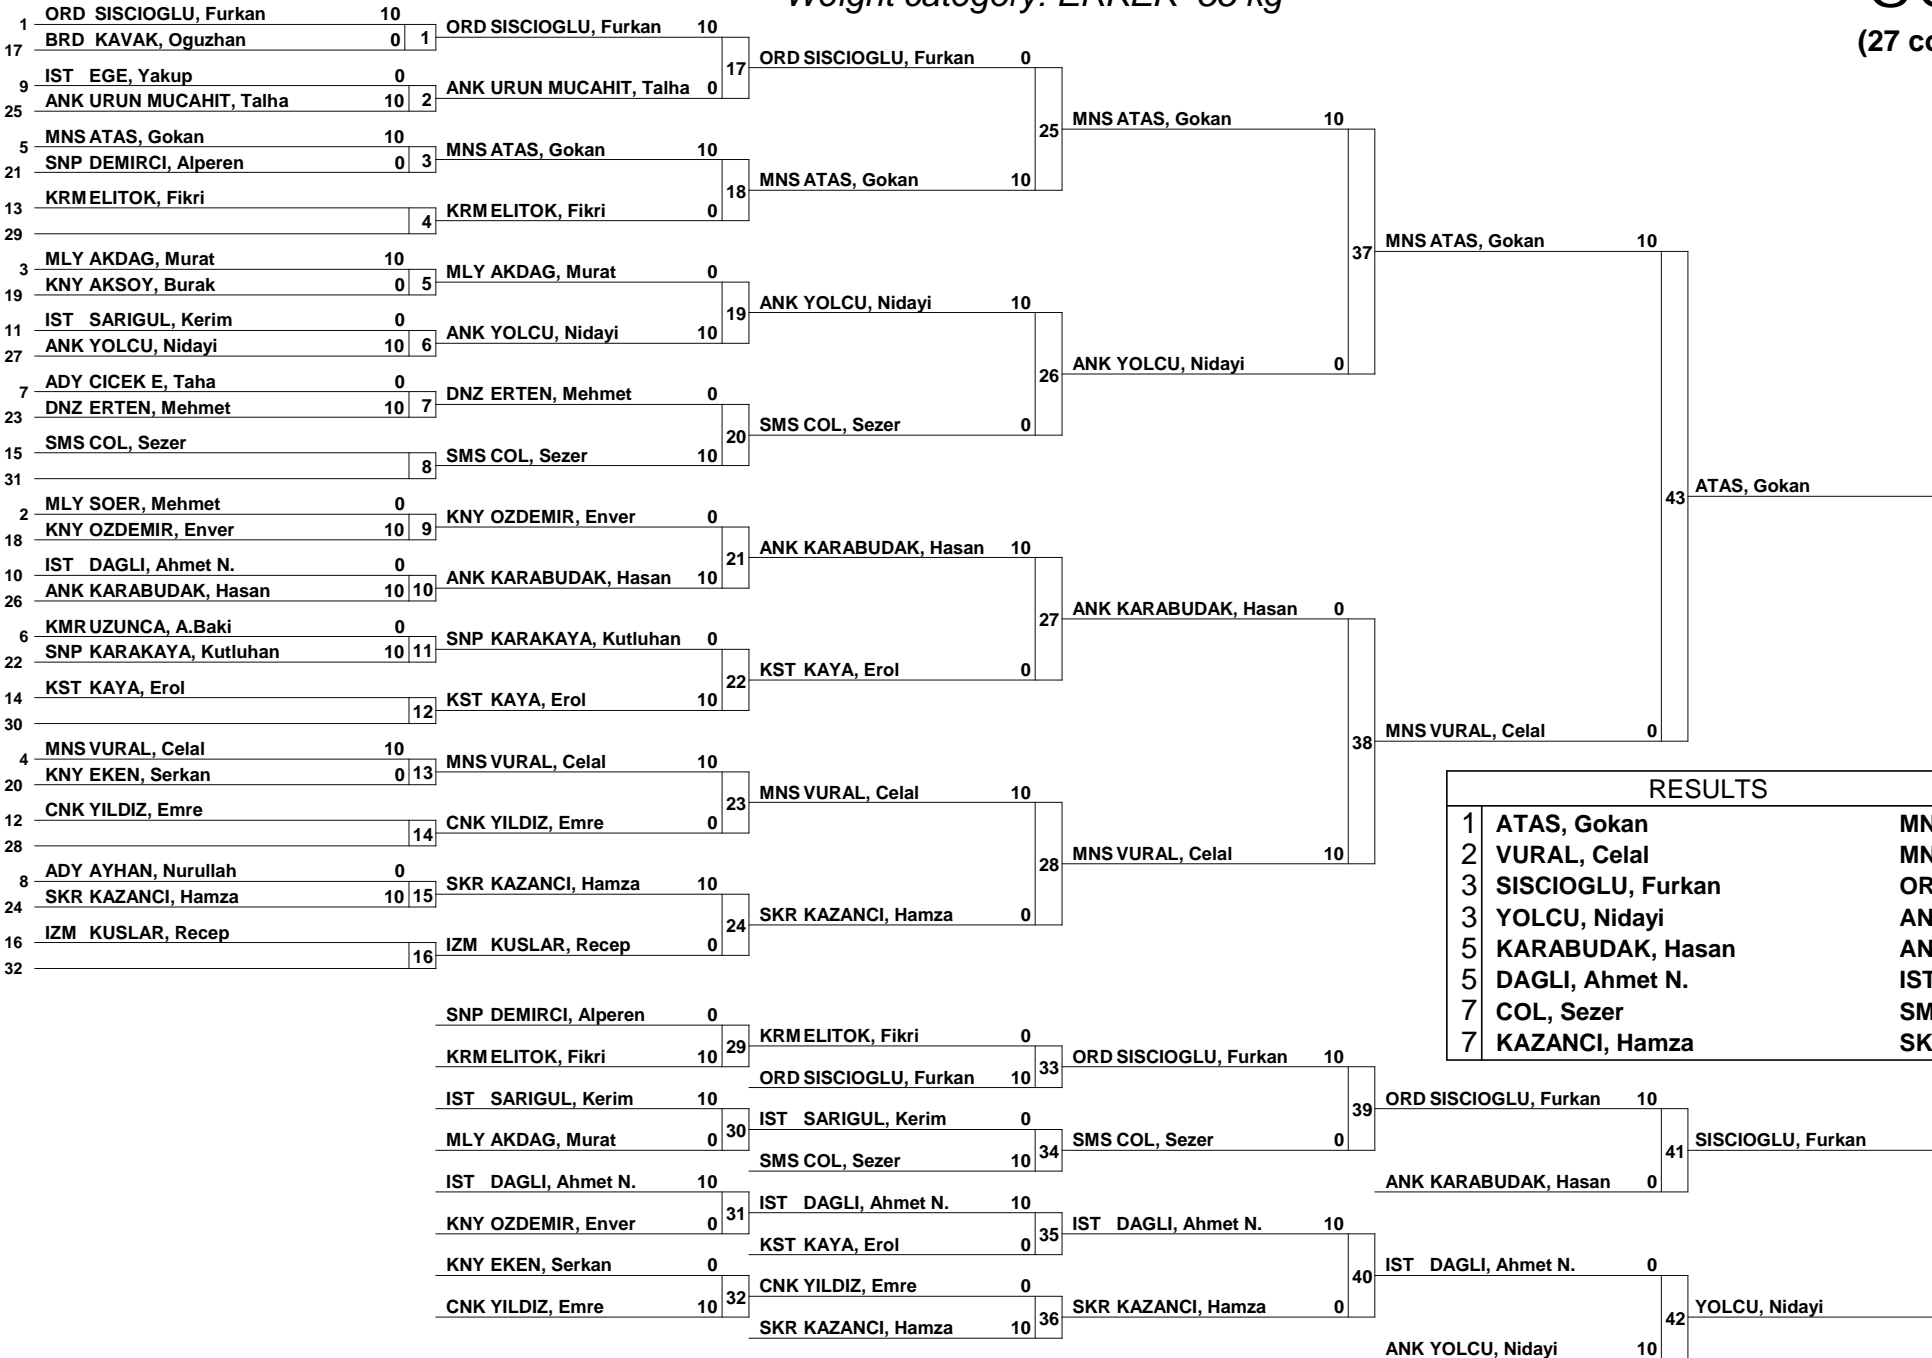 Weight category: ERKEK
(27
1 ORD SISCIOGLU, Furkan 10
17 BRD KAVAK, Oguzhan 0 1
9 IST EGE, Yakup 0
25 ANK URUN MUCAHIT, Talha 10 2
5 MNS ATAS, Gokan 10
21 SNP DEMIRCI, Alperen 0 3
13 KRM ELITOK, Fikri
29 4
3 MLY AKDAG, Murat 10
19 KNY AKSOY, Burak 0 5
11 IST SARIGUL, Kerim 0
27 ANK YOLCU, Nidayi 10 6
7 ADY CICEK E, Taha 0
23 DNZ ERTEN, Mehmet 10 7
15 SMS COL, Sezer
31 8
2 MLY SOER, Mehmet 0
18 KNY OZDEMIR, Enver 10 9
10 IST DAGLI, Ahmet N. 0
26 ANK KARABUDAK, Hasan 10 10
6 KMR UZUNCA, A.Baki 0
22 SNP KARAKAYA, Kutluhan 10 11
14 KST KAYA, Erol
30 12
4 MNS VURAL, Celal 10
20 KNY EKEN, Serkan 0 13
12 CNK YILDIZ, Emre
28 14
8 ADY AYHAN, Nurullah 0
24 SKR KAZANCI, Hamza 10 15
16 IZM KUSLAR, Recep
32 16
ORD SISCIOGLU, Furkan 10
17
ANK URUN MUCAHIT, Talha 0
MNS ATAS, Gokan 10
18
KRM ELITOK, Fikri 0
MLY AKDAG, Murat 0
19
ANK YOLCU, Nidayi 10
DNZ ERTEN, Mehmet 0
20
SMS COL, Sezer 10
KNY OZDEMIR, Enver 0
21
ANK KARABUDAK, Hasan 10
SNP KARAKAYA, Kutluhan 0
22
KST KAYA, Erol 10
MNS VURAL, Celal 10
23
CNK YILDIZ, Emre 0
SKR KAZANCI, Hamza 10
24
IZM KUSLAR, Recep 0
ORD SISCIOGLU, Furkan 0
25
MNS ATAS, Gokan 10
ANK YOLCU, Nidayi 10
26
SMS COL, Sezer 0
ANK KARABUDAK, Hasan 10
27
KST KAYA, Erol 0
MNS VURAL, Celal 10
28
SKR KAZANCI, Hamza 0
MNS ATAS, Gokan 10
37
ANK YOLCU, Nidayi 0
ANK KARABUDAK, Hasan 0
38
MNS VURAL, Celal 10
MNS ATAS, Gokan 10
43
MNS VURAL, Celal 0
ATAS, Gokan
RESULTS
1 ATAS, Gokan MN
2 VURAL, Celal MN
3 SISCIOGLU, Furkan OR
3 YOLCU, Nidayi AN
5 KARABUDAK, Hasan AN
5 DAGLI, Ahmet N. IST
7 COL, Sezer SM
7 KAZANCI, Hamza SK
SNP DEMIRCI, Alperen 0
29
KRM ELITOK, Fikri 10
IST SARIGUL, Kerim 10
30
MLY AKDAG, Murat 0
IST DAGLI, Ahmet N. 10
31
KNY OZDEMIR, Enver 0
KNY EKEN, Serkan 0
32
CNK YILDIZ, Emre 10
KRM ELITOK, Fikri 0
33
ORD SISCIOGLU, Furkan 10
IST SARIGUL, Kerim 0
34
SMS COL, Sezer 10
IST DAGLI, Ahmet N. 10
35
KST KAYA, Erol 0
CNK YILDIZ, Emre 0
36
SKR KAZANCI, Hamza 10
ORD SISCIOGLU, Furkan 10
39
SMS COL, Sezer 0
IST DAGLI, Ahmet N. 10
40
SKR KAZANCI, Hamza 0
ORD SISCIOGLU, Furkan 10
41
ANK KARABUDAK, Hasan 0
IST DAGLI, Ahmet N. 0
42
ANK YOLCU, Nidayi 10
SISCIOGLU, Furkan
YOLCU, Nidayi